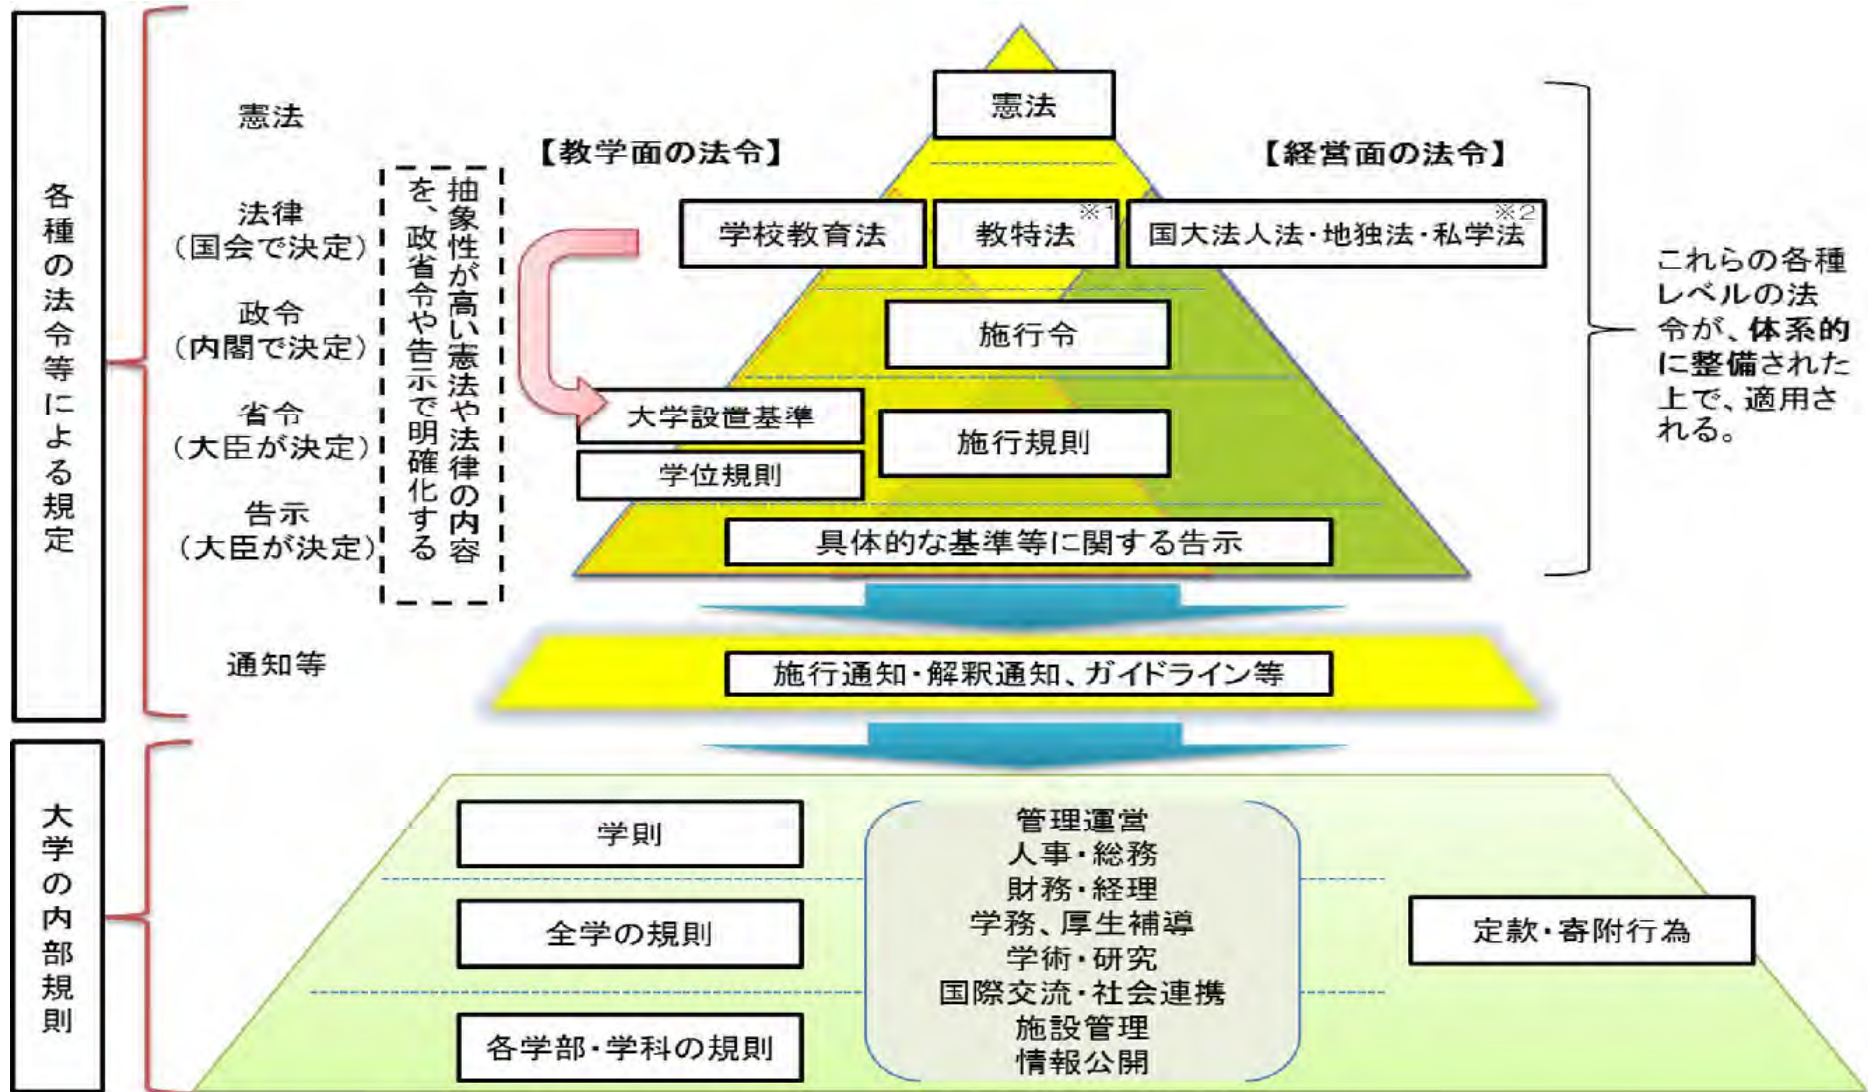 各種の法令等による規定
憲法
法律
(国会で決定)
政令
(内閣で決定)
省令
(大臣が決定)
告示
(大臣が決定)
通知等
抽象性が高い憲法や法律の内容
を、政省令や告示で明確化する
【教学面の法令】
【経営面の法令】
憲法
学校教育法
教特法
※1
国大法人法・地独法・私学法
※2
施行令
大学設置基準
学位規則
施行規則
具体的な基準等に関する告示
これらの各種
レベルの法
令が、体系的
に整備された
上で、適用さ
れる。
施行通知・解釈通知、ガイドライン等
大学の内部規則
学則
全学の規則
各学部・学科の規則
管理運営
人事・総務
財務・経理
学務、厚生補導
学術・研究
国際交流・社会連携
施設管理
情報公開
定款・寄附行為